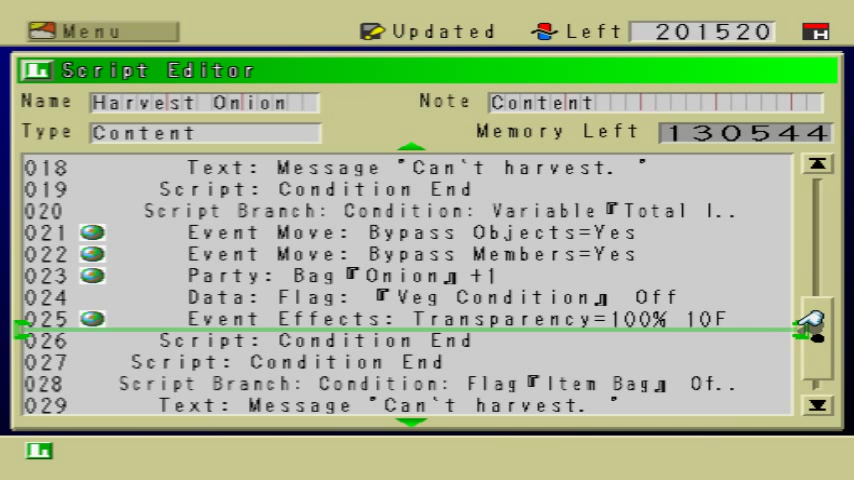 Menu Updated Left 201520
Script Editor
Name Harvest Onion Note Content
Type Content Memory Left 130544
018 Text: Message "Can't harvest. "
019 Script: Condition End
020 Script Branch: Condition: Variable『Total I..
021 Event Move: Bypass Objects=Yes
022 Event Move: Bypass Members=Yes
023 Party: Bag『Onion』+1
024 Data: Flag: 『Veg Condition』 Off
025 Event Effects: Transparency=100% 10F
026 Script: Condition End
027 Script: Condition End
028 Script Branch: Condition: Flag『Item Bag』 Of..
029 Text: Message "Can't harvest. "